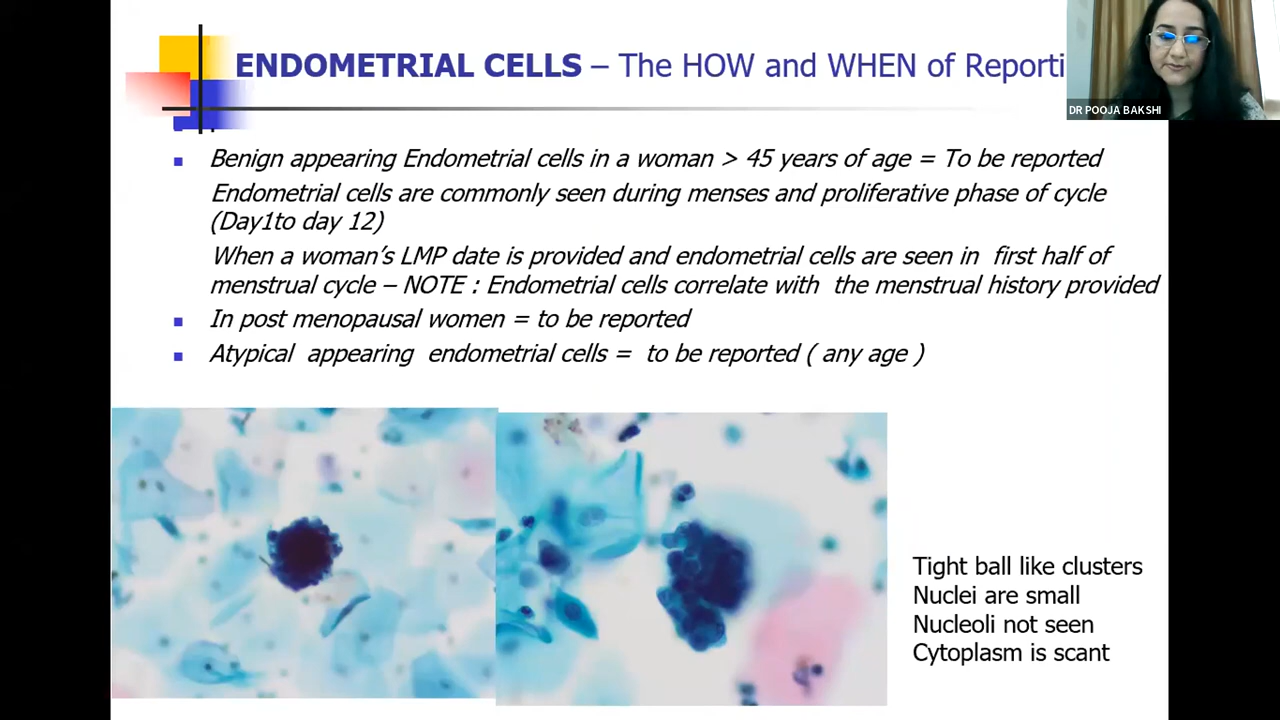 ENDOMETRIAL CELLS – The HOW and WHEN of Reporti
DR POOJA BAKSHI
Benign appearing Endometrial cells in a woman > 45 years of age = To be reported
Endometrial cells are commonly seen during menses and proliferative phase of cycle
(Day1to day 12)
When a woman's LMP date is provided and endometrial cells are seen in first half of
menstrual cycle – NOTE : Endometrial cells correlate with the menstrual history provided
In post menopausal women = to be reported
Atypical appearing endometrial cells = to be reported ( any age )
Tight ball like clusters
Nuclei are small
Nucleoli not seen
Cytoplasm is scant